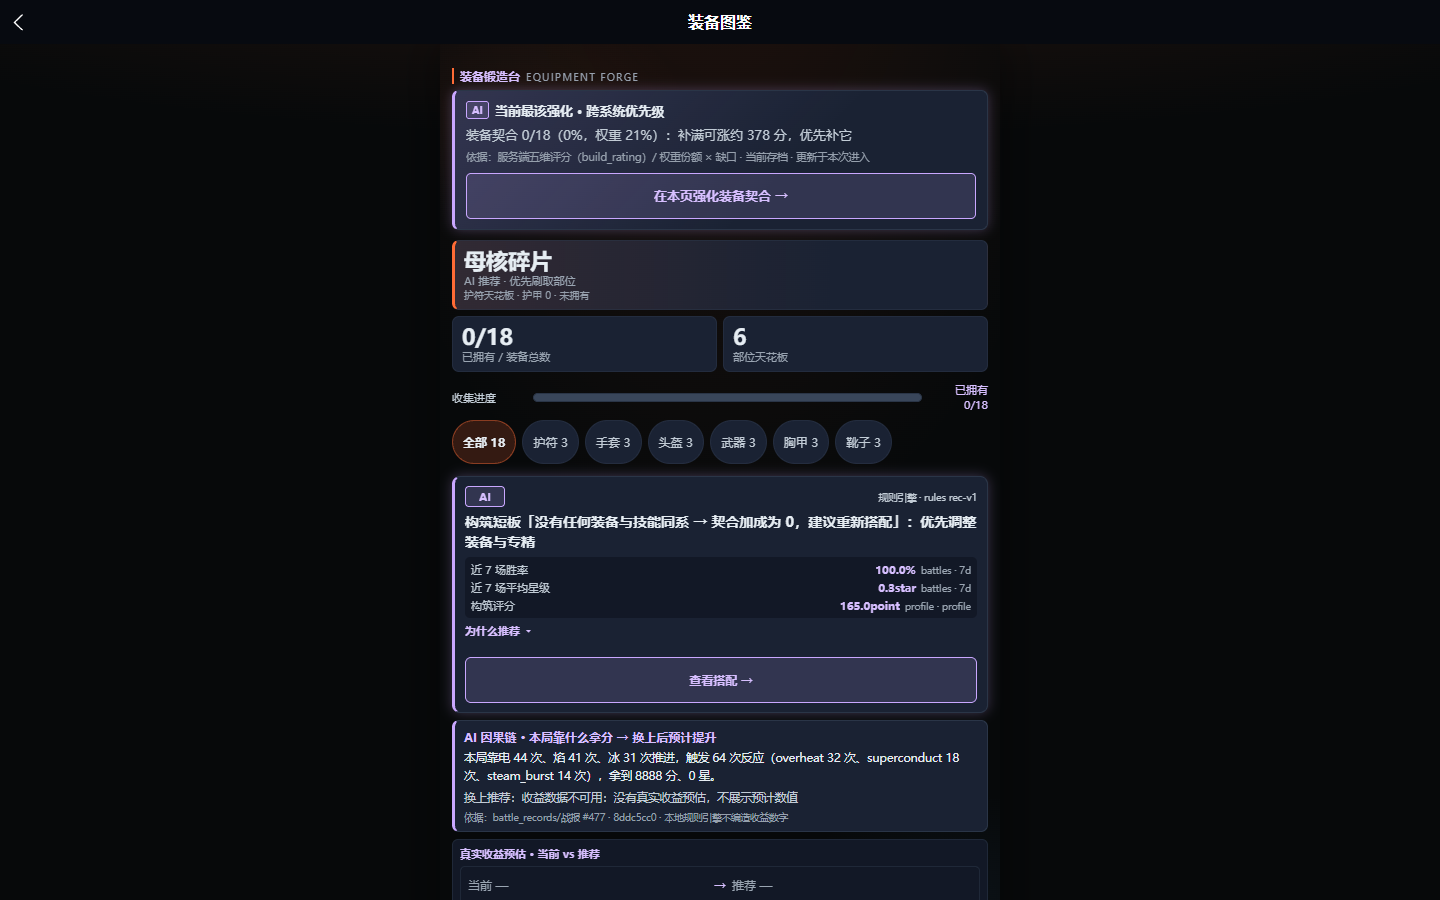 装备图鉴
装备锻造台 EQUIPMENT FORGE
AI 当前最该强化 • 跨系统优先级
装备契合 0/18（0%，权重 21%）：补满可涨约 378 分，优先补它
依据：服务端五维评分（build_rating）/ 权重份额 × 缺口 · 当前存档 · 更新于本次进入
在本页强化装备契合 →
母核碎片
AI 推荐 · 优先刷取部位
护符天花板 · 护甲 0 · 未拥有
0/18
已拥有 / 装备总数
6
部位天花板
收集进度
已拥有
0/18
全部 18
护符 3
手套 3
头盔 3
武器 3
胸甲 3
靴子 3
AI
规则引擎 · rules rec-v1
构筑短板「没有任何装备与技能同系 → 契合加成为 0，建议重新搭配」：优先调整
装备与专精
近 7 场胜率 100.0% battles · 7d
近 7 场平均星级 0.3star battles · 7d
构筑评分 165.0point profile · profile
为什么推荐
查看搭配 →
AI 因果链 • 本局靠什么拿分 → 换上后预计提升
本局靠电 44 次、焰 41 次、冰 31 次推进，触发 64 次反应（overheat 32 次、superconduct 18
次、steam_burst 14 次），拿到 8888 分、0 星。
换上推荐：收益数据不可用：没有真实收益预估，不展示预计数值
依据：battle_records/战报 #477 · 8ddc5cc0 · 本地规则引擎不编造收益数字
真实收益预估 • 当前 vs 推荐
当前 —
→ 推荐 —